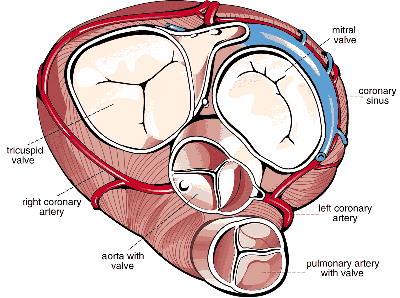 mitral
valve
coronary
sinus
tricuspid
valve
right coronary
artery
left coronary
artery
aorta with
valve
pulmonary artery
with valve